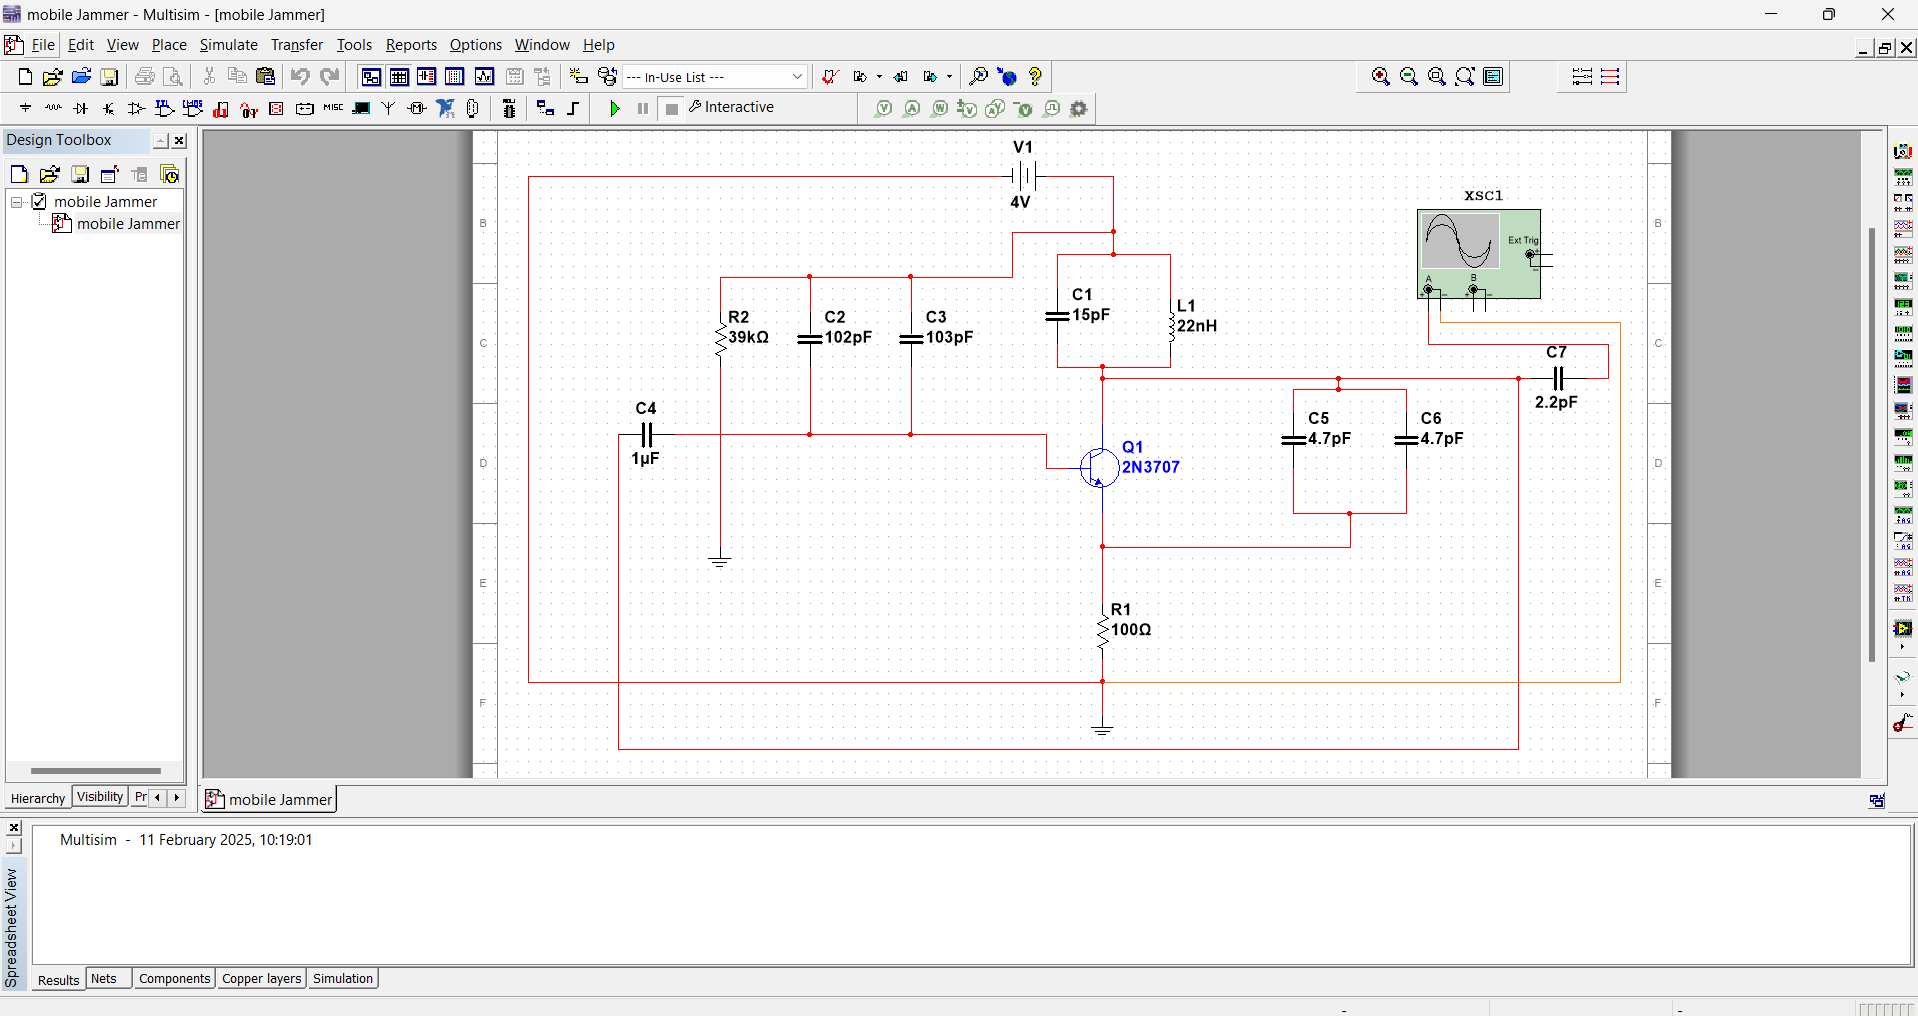 mobile Jammer - Multisim - [mobile Jammer]
File Edit View Place Simulate Transfer Tools Reports Options Window Help
--- In-Use List ---
MISC
Interactive
Design Toolbox
mobile Jammer
mobile Jammer
Hierarchy Visibility Pr
B
C
D
E
F
V1
4V
R2
39kΩ
C2
102pF
C3
103pF
C1
15pF
L1
22nH
XSC1
Ext Trig
A
B
C7
2.2pF
C4
1µF
Q1
2N3707
C5
4.7pF
C6
4.7pF
R1
100Ω
B
C
D
E
F
mobile Jammer
Spreadsheet View
Multisim - 11 February 2025, 10:19:01
Results Nets Components Copper layers Simulation
- -